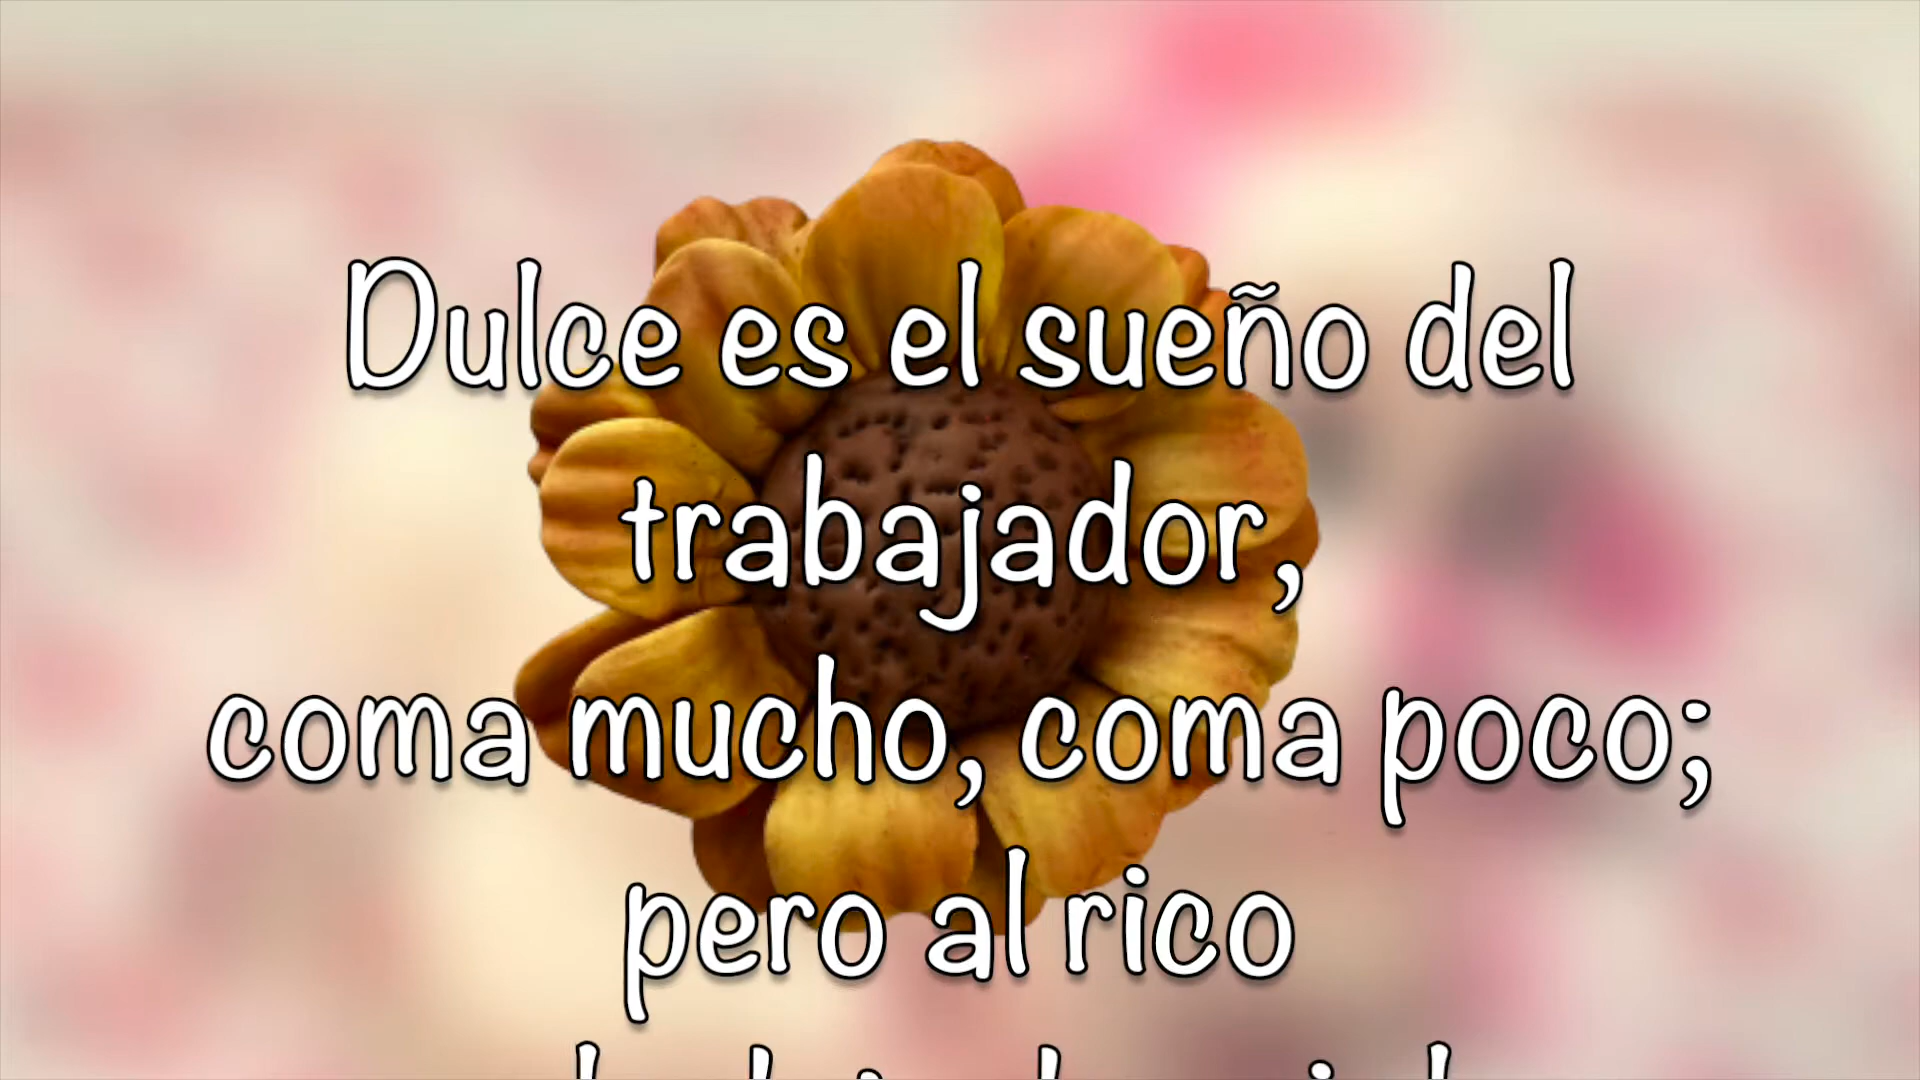 Dulce es el sueño del
trabajador,
coma mucho, coma poco;
pero al rico